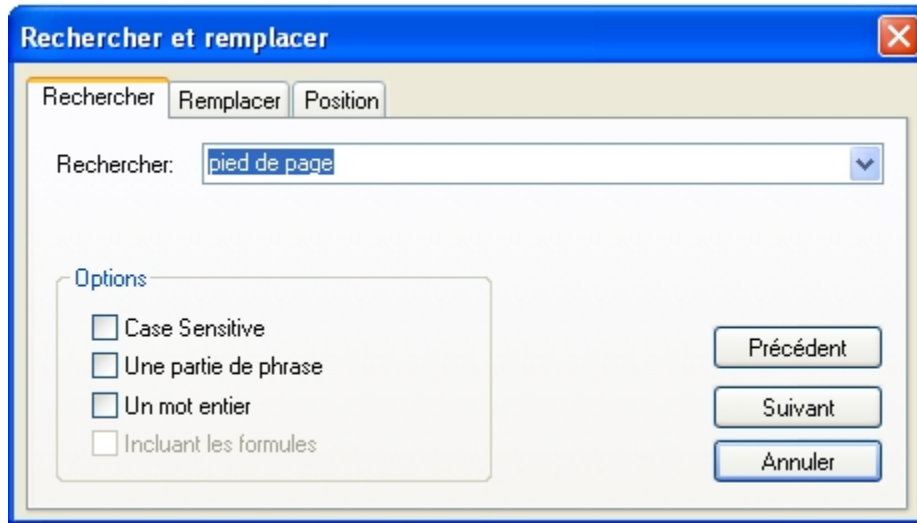 Rechercher et remplacer
Rechercher Remplacer Position
Rechercher: pied de page
Options
Case Sensitive
Une partie de phrase
Un mot entier
Incluant les formules
Précédent
Suivant
Annuler